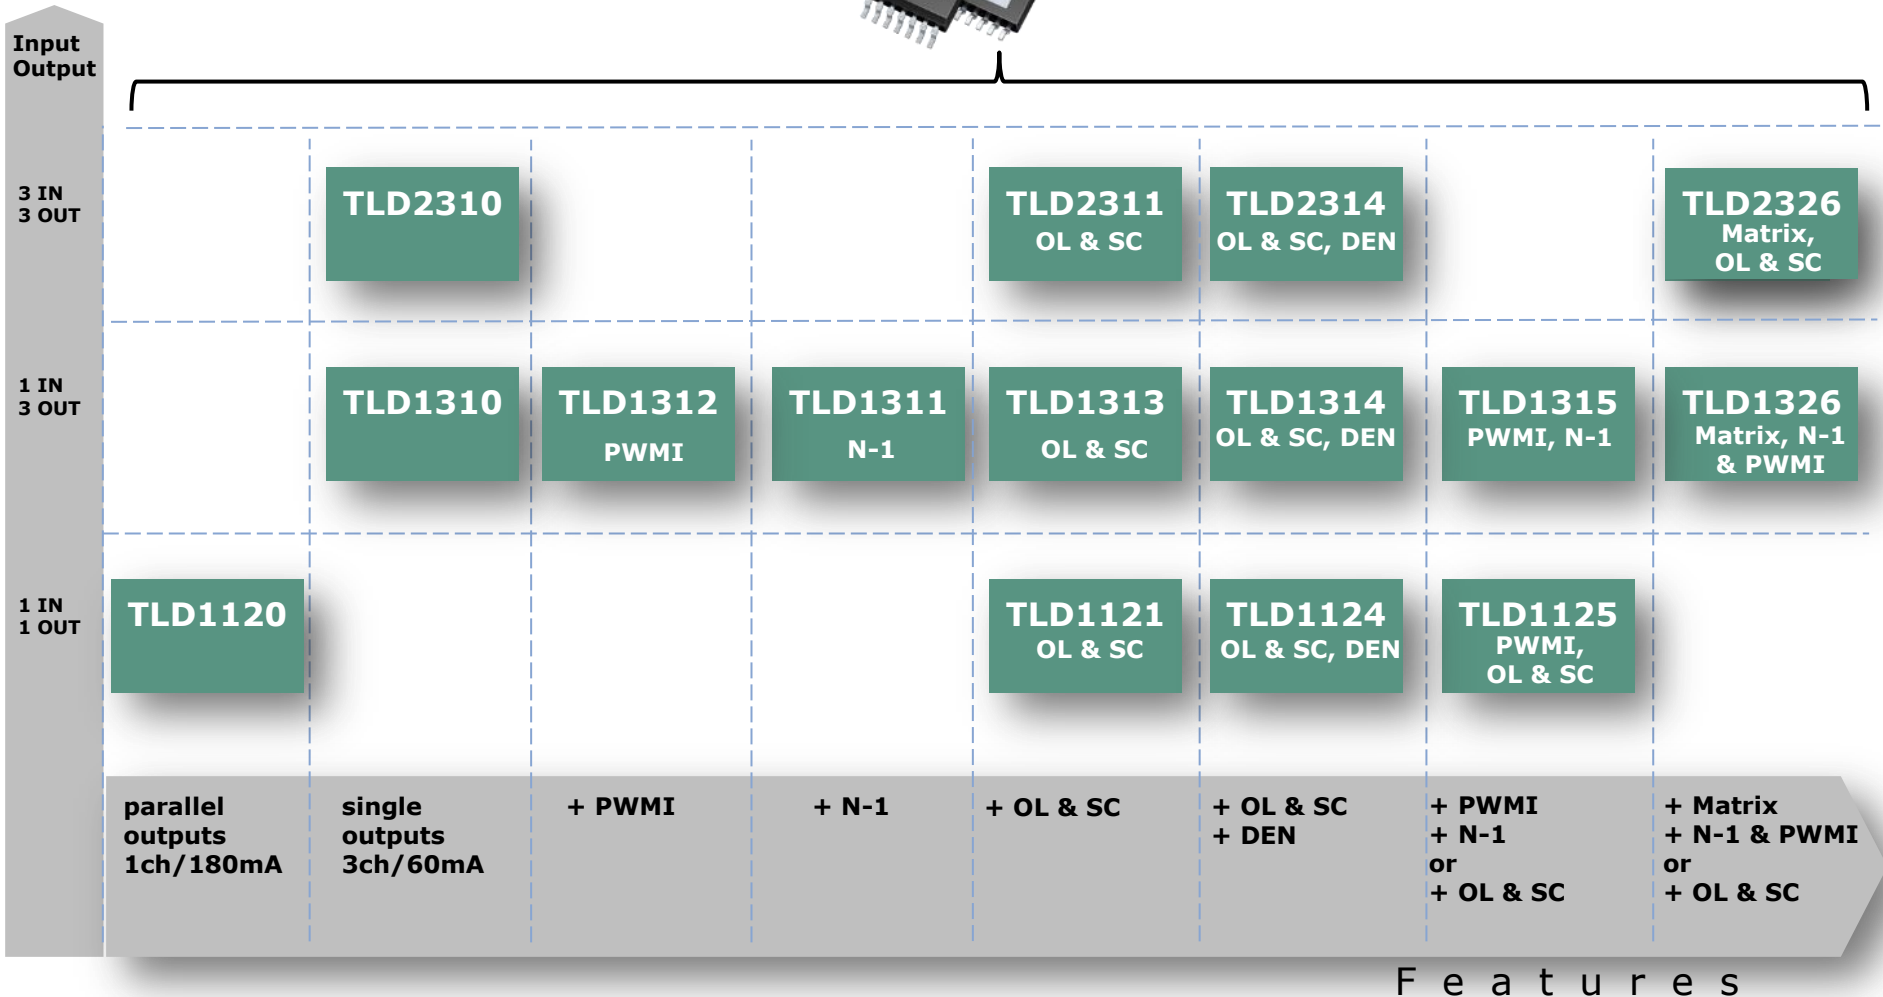 Input
Output
3 IN
3 OUT
TLD2310
TLD2311
OL & SC
TLD2314
OL & SC, DEN
TLD2326
Matrix,
OL & SC
1 IN
3 OUT
TLD1310
TLD1312
PWMI
TLD1311
N-1
TLD1313
OL & SC
TLD1314
OL & SC, DEN
TLD1315
PWMI, N-1
TLD1326
Matrix, N-1
& PWMI
1 IN
1 OUT
TLD1120
TLD1121
OL & SC
TLD1124
OL & SC, DEN
TLD1125
PWMI,
OL & SC
parallel
outputs
1ch/180mA
single
outputs
3ch/60mA
+ PWMI
+ N-1
+ OL & SC
+ OL & SC
+ DEN
+ PWMI
+ N-1
or
+ OL & SC
+ Matrix
+ N-1 & PWMI
or
+ OL & SC
Features